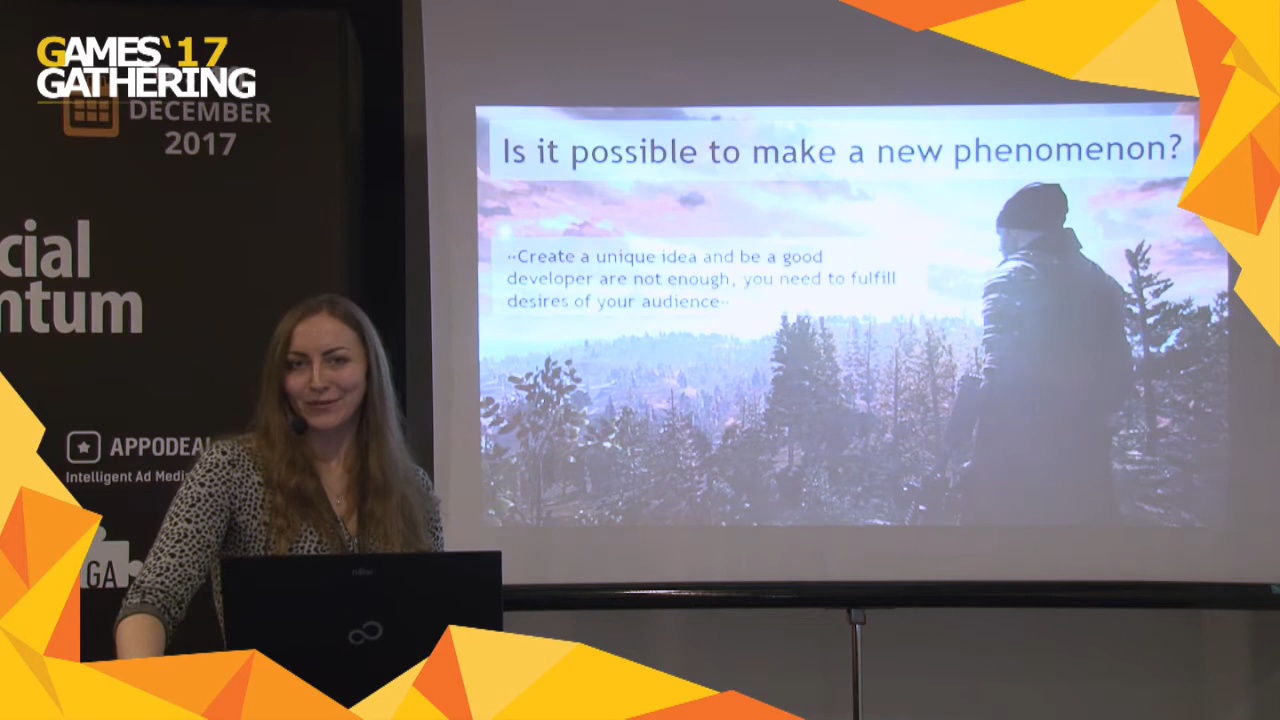 GAMES'17
GATHERING
DECEMBER
2017
cial
ntum
APPODEAL
Intelligent Ad Medi
GA
Is it possible to make a new phenomenon?
«Create a unique idea and be a good
developer are not enough, you need to fulfill
desires of your audience»